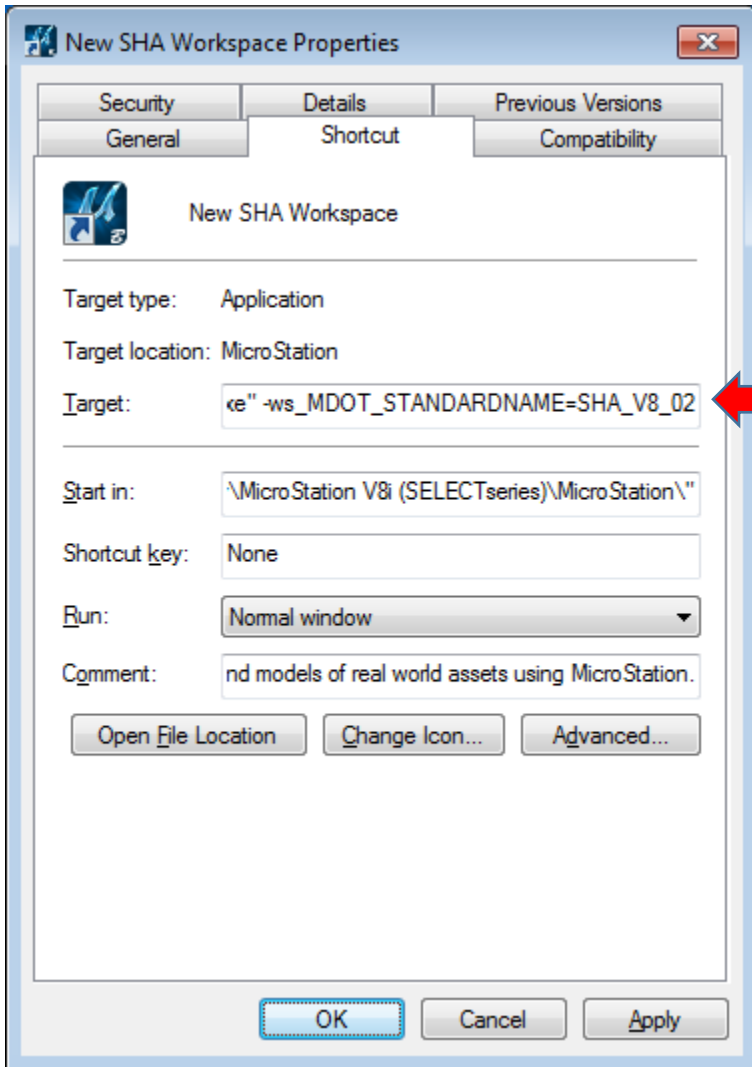 New SHA Workspace Properties
Security Details Previous Versions
General Shortcut Compatibility
New SHA Workspace
Target type: Application
Target location: MicroStation
Target: xe" -ws_MDOT_STANDARDNAME=SHA_V8_02
Start in: \MicroStation V8i (SELECTseries)\MicroStation\"
Shortcut key: None
Run: Normal window
Comment: nd models of real world assets using MicroStation.
Open File Location Change Icon... Advanced...
OK Cancel Apply